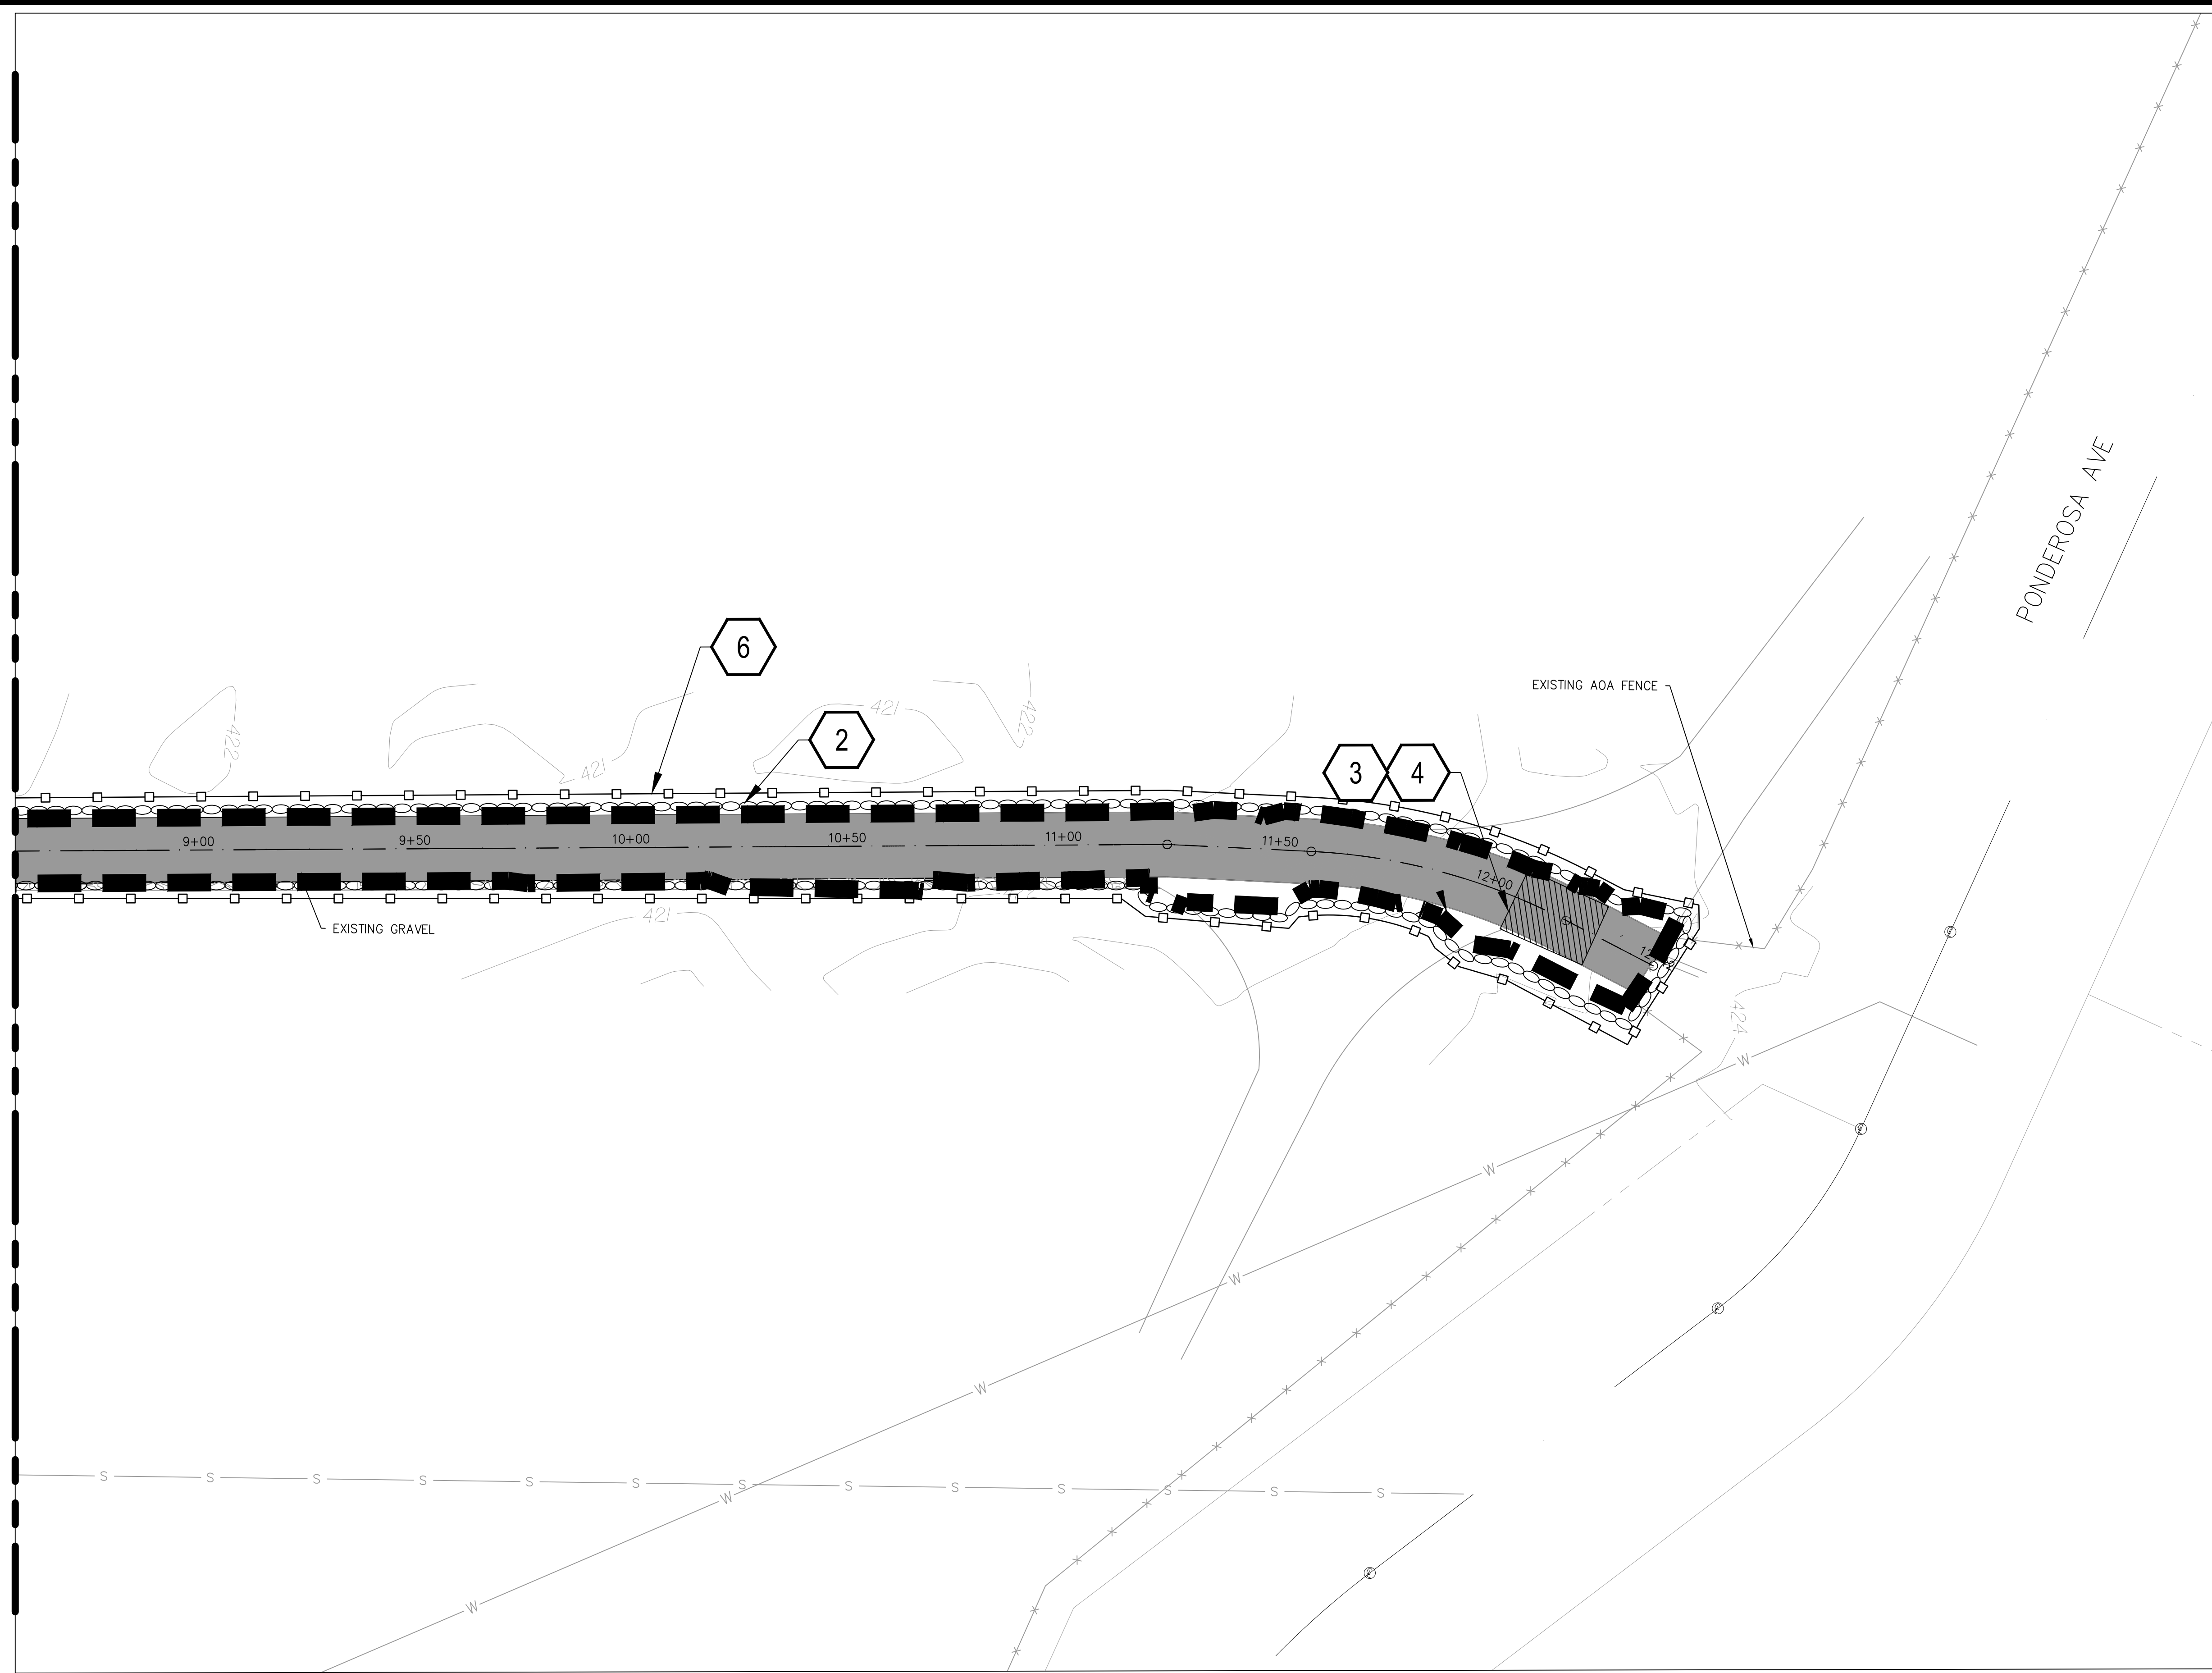 PONDEROSA AVE
6
EXISTING AOA FENCE
2
421
422
422
421
3
4
9+00
9+50
10+00
10+50
11+00
11+50
12+00
421
EXISTING GRAVEL
424
W
W
W
W
W
W
S
S
S
S
S
S
S
S
S
S
S
S
S